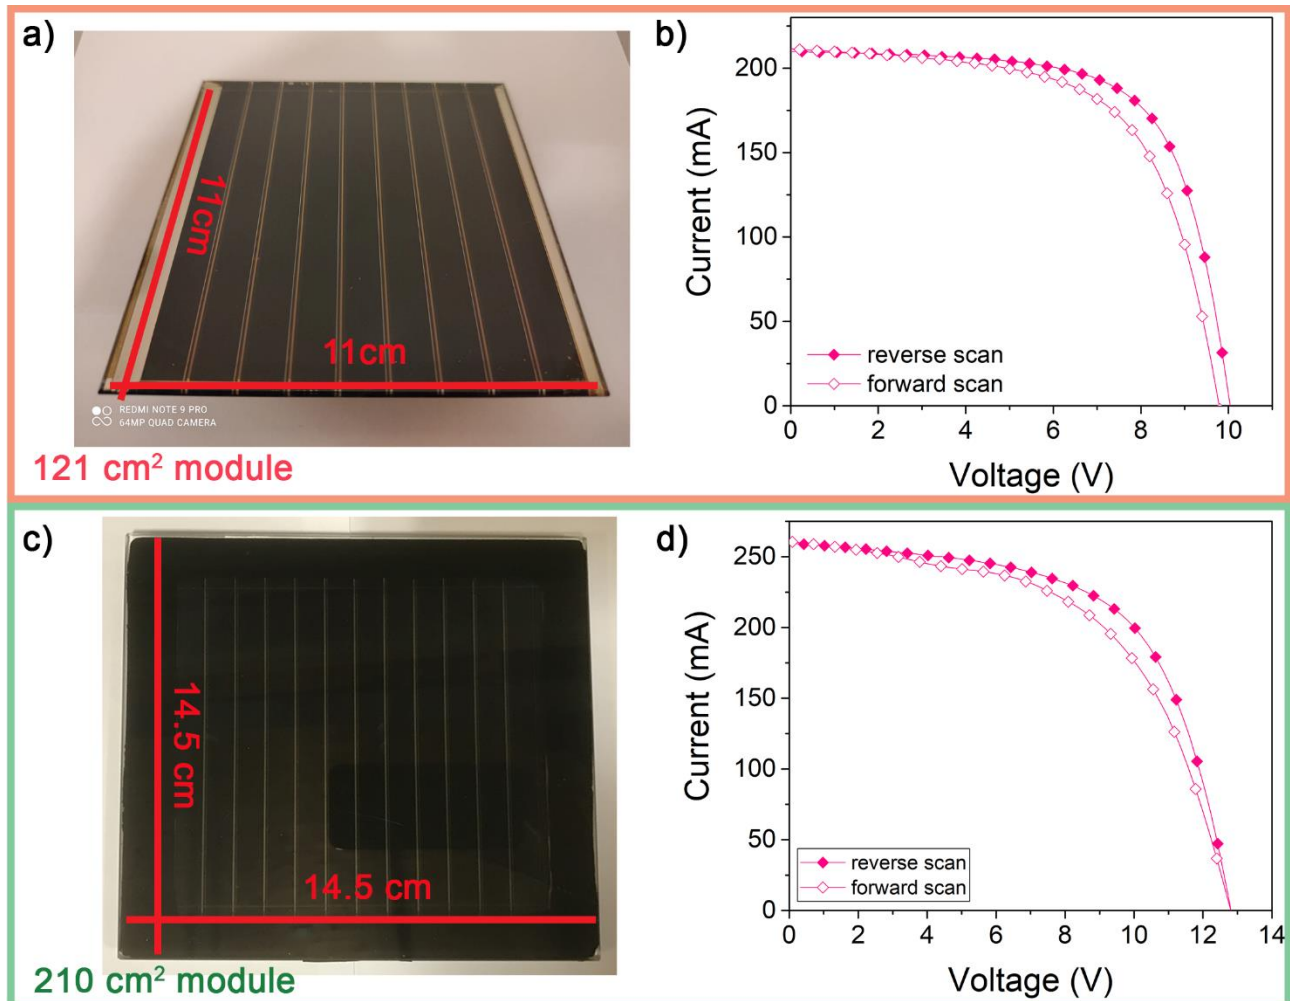 a)
11cm
11cm
REDMI NOTE 9 PRO
64MP QUAD CAMERA
121 cm² module
b)
200
150
100
50
0
Current (mA)
reverse scan
forward scan
0 2 4 6 8 10
Voltage (V)
c)
14.5 cm
14.5 cm
210 cm² module
d)
250
200
150
100
50
0
Current (mA)
reverse scan
forward scan
0 2 4 6 8 10 12 14
Voltage (V)